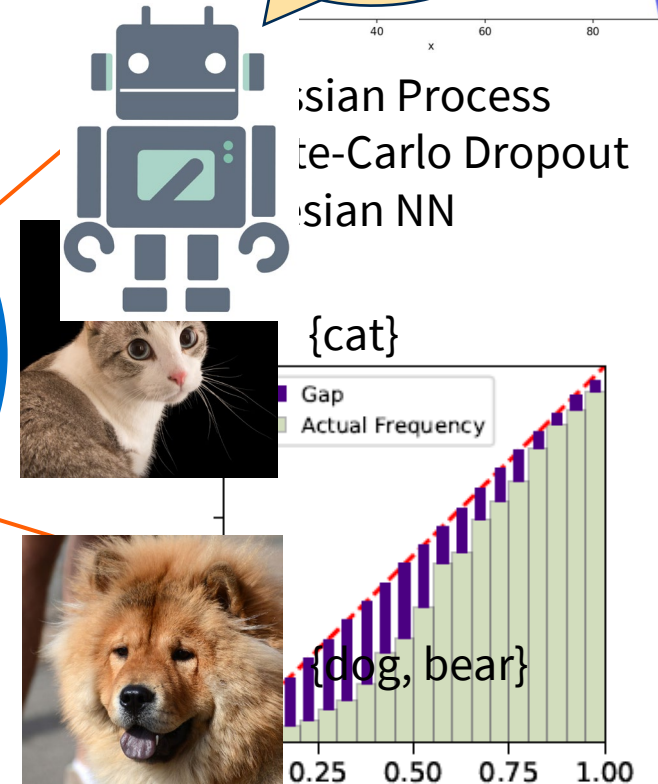 40 60 80
x
ssian Process
te-Carlo Dropout
esian NN
{cat}
Gap
Actual Frequency
{dog, bear}
0.25 0.50 0.75 1.00